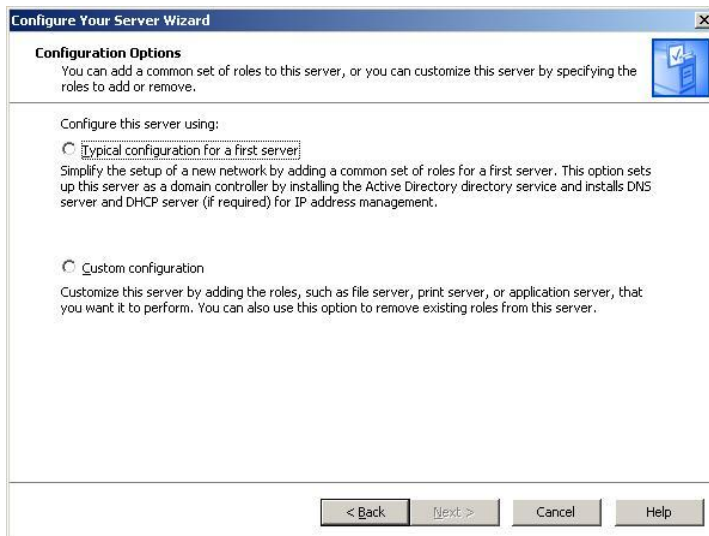 Configure Your Server Wizard
Configuration Options
You can add a common set of roles to this server, or you can customize this server by specifying the
roles to add or remove.
Configure this server using:
Typical configuration for a first server
Simplify the setup of a new network by adding a common set of roles for a first server. This option sets
up this server as a domain controller by installing the Active Directory directory service and installs DNS
server and DHCP server (if required) for IP address management.
Custom configuration
Customize this server by adding the roles, such as file server, print server, or application server, that
you want it to perform. You can also use this option to remove existing roles from this server.
< Back Next > Cancel Help